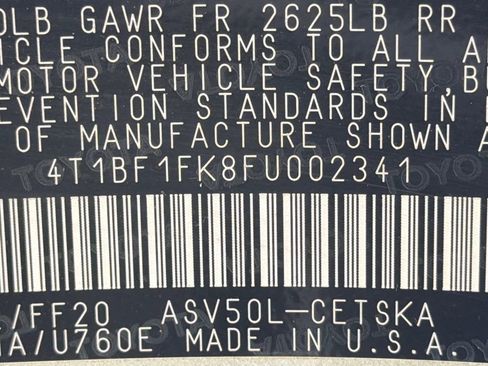 0LB GAWR FR 2625LB RR
ICLE CONFORMS TO ALL A
MOTOR VEHICLE SAFETY,BU
EVENTION STANDARDS IN
OF MANUFACTURE SHOWN A
4T1BF1FK8FU002341
/FF20 ASV50L-CETSKA
A/U760E MADE IN U.S.A.